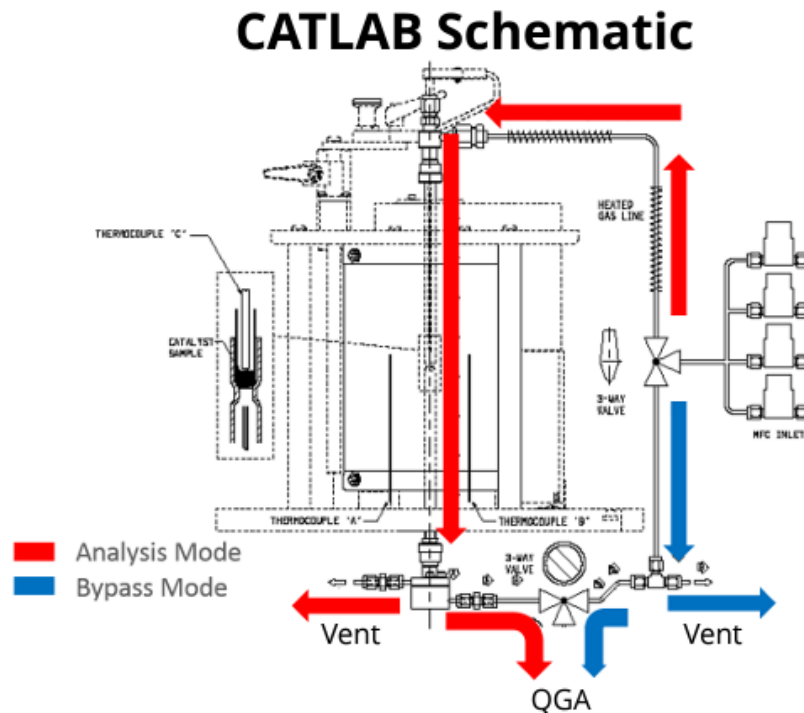 CATLAB Schematic
HEATED
GAS LINE
THERMOCOUPLE "C"
CATALYST
SAMPLE
3-WAY
VALVE
MFC INLET
THERMOCOUPLE 'A'
THERMOCOUPLE 'B'
Analysis Mode
Bypass Mode
3-WAY
VALVE
Vent
Vent
QGA